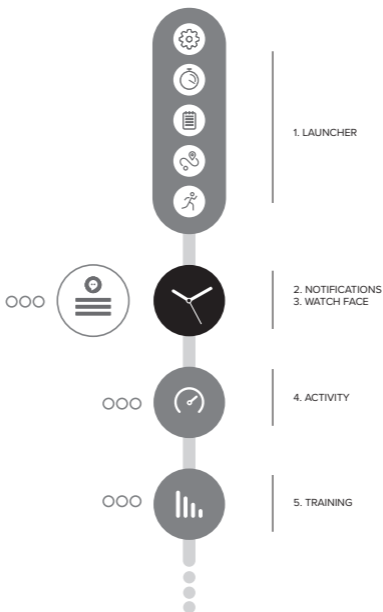 1. LAUNCHER
2. NOTIFICATIONS
3. WATCH FACE
4. ACTIVITY
5. TRAINING